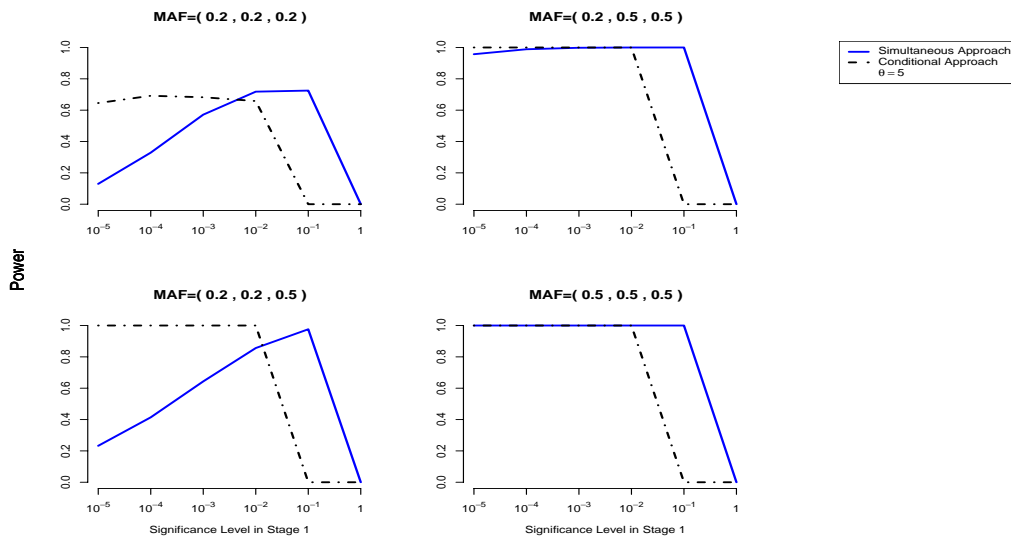 MAF=( 0.2 , 0.2 , 0.2 )
MAF=( 0.2 , 0.5 , 0.5 )
Simultaneous Approach
Conditional Approach
θ = 5
1.0
0.8
0.6
0.4
0.2
0.0
10⁻⁵ 10⁻⁴ 10⁻³ 10⁻² 10⁻¹ 1
1.0
0.8
0.6
0.4
0.2
0.0
10⁻⁵ 10⁻⁴ 10⁻³ 10⁻² 10⁻¹ 1
Power
MAF=( 0.2 , 0.2 , 0.5 )
MAF=( 0.5 , 0.5 , 0.5 )
1.0
0.8
0.6
0.4
0.2
0.0
10⁻⁵ 10⁻⁴ 10⁻³ 10⁻² 10⁻¹ 1
Significance Level in Stage 1
1.0
0.8
0.6
0.4
0.2
0.0
10⁻⁵ 10⁻⁴ 10⁻³ 10⁻² 10⁻¹ 1
Significance Level in Stage 1